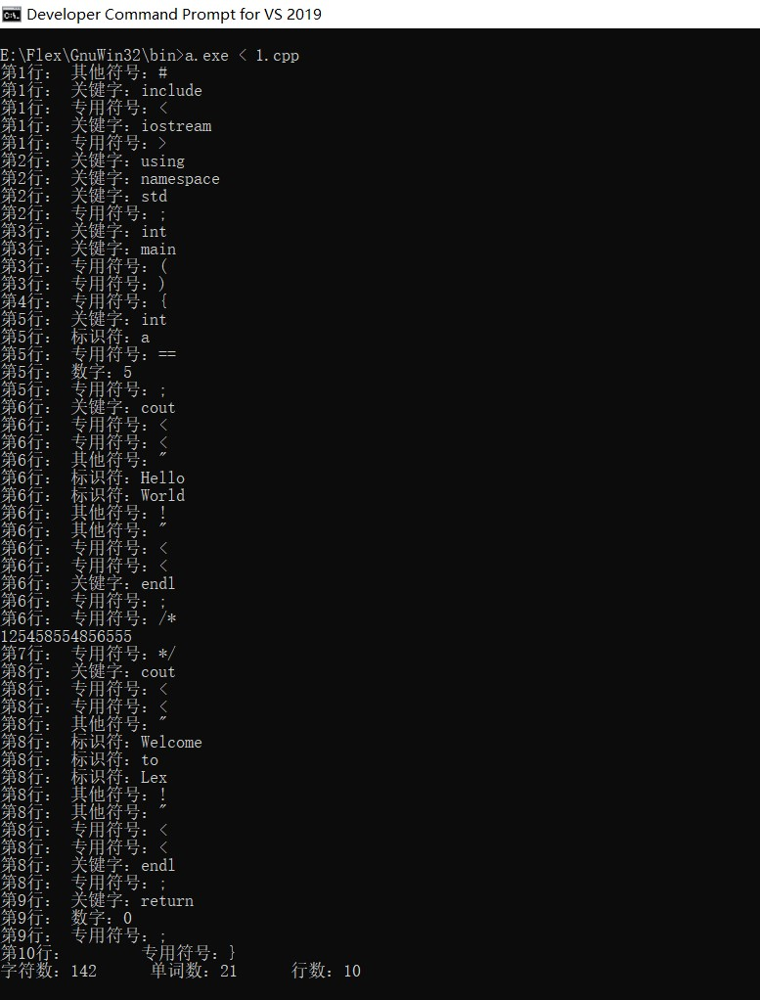 Developer Command Prompt for VS 2019
E:\Flex\GnuWin32\bin>a.exe < 1.cpp
第1行： 其他符号：#
第1行： 关键字：include
第1行： 专用符号：<
第1行： 关键字：iostream
第1行： 专用符号：>
第2行： 关键字：using
第2行： 关键字：namespace
第2行： 关键字：std
第2行： 专用符号：;
第3行： 关键字：int
第3行： 关键字：main
第3行： 专用符号：(
第3行： 专用符号：)
第4行： 专用符号：{
第5行： 关键字：int
第5行： 标识符：a
第5行： 专用符号：==
第5行： 数字：5
第5行： 专用符号：;
第6行： 关键字：cout
第6行： 专用符号：<
第6行： 专用符号：<
第6行： 其他符号："
第6行： 标识符：Hello
第6行： 标识符：World
第6行： 其他符号：!
第6行： 其他符号："
第6行： 专用符号：<
第6行： 专用符号：<
第6行： 关键字：endl
第6行： 专用符号：;
第6行： 专用符号：/*
125458554856555
第7行： 专用符号：*/
第8行： 关键字：cout
第8行： 专用符号：<
第8行： 专用符号：<
第8行： 其他符号："
第8行： 标识符：Welcome
第8行： 标识符：to
第8行： 标识符：Lex
第8行： 其他符号：!
第8行： 其他符号："
第8行： 专用符号：<
第8行： 专用符号：<
第8行： 关键字：endl
第8行： 专用符号：;
第9行： 关键字：return
第9行： 数字：0
第9行： 专用符号：;
第10行： 专用符号：}
字符数：142 单词数：21 行数：10